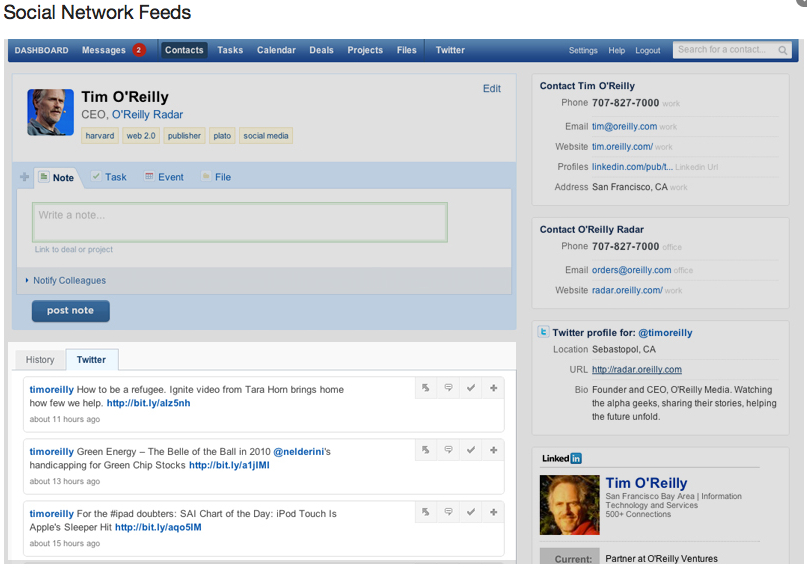 Social Network Feeds
DASHBOARD Messages 2 Contacts Tasks Calendar Deals Projects Files Twitter Settings Help Logout Search for a contact...
Tim O'Reilly
Edit
CEO, O'Reilly Radar
harvard web 2.0 publisher plato social media
Note Task Event File
Write a note...
Link to deal or project
Notify Colleagues
post note
History Twitter
timoreilly How to be a refugee. Ignite video from Tara Horn brings home
how few we help. http://bit.ly/alz5nh
about 11 hours ago
timoreilly Green Energy – The Belle of the Ball in 2010 @nelderini's
handicapping for Green Chip Stocks http://bit.ly/a1jIMI
about 13 hours ago
timoreilly For the #ipad doubters: SAI Chart of the Day: iPod Touch Is
Apple's Sleeper Hit http://bit.ly/aqo5IM
about 15 hours ago
Contact Tim O'Reilly
Phone 707-827-7000 work
Email tim@oreilly.com work
Website tim.oreilly.com/ work
Profiles linkedin.com/pub/t... Linkedin Url
Address San Francisco, CA work
Contact O'Reilly Radar
Phone 707-827-7000 office
Email orders@oreilly.com office
Website radar.oreilly.com/ work
t Twitter profile for: @timoreilly
Location Sebastopol, CA
URL http://radar.oreilly.com
Bio Founder and CEO, O'Reilly Media. Watching
the alpha geeks, sharing their stories, helping
the future unfold.
Linked in
Tim O'Reilly
San Francisco Bay Area | Information
Technology and Services
500+ Connections
Current: Partner at O'Reilly Ventures